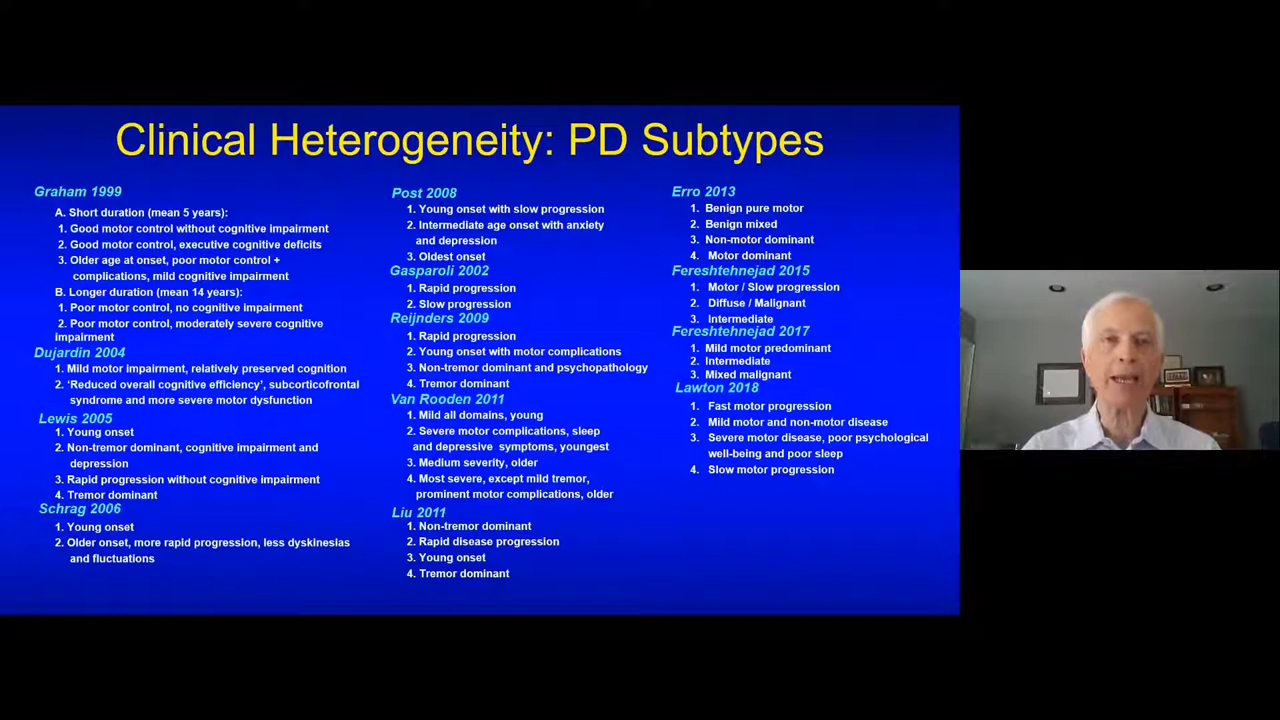 Clinical Heterogeneity: PD Subtypes
Graham 1999
A. Short duration (mean 5 years):
1. Good motor control without cognitive impairment
2. Good motor control, executive cognitive deficits
3. Older age at onset, poor motor control +
complications, mild cognitive impairment
B. Longer duration (mean 14 years):
1. Poor motor control, no cognitive impairment
2. Poor motor control, moderately severe cognitive
impairment
Dujardin 2004
1. Mild motor impairment, relatively preserved cognition
2. ‘Reduced overall cognitive efficiency’, subcorticofrontal
syndrome and more severe motor dysfunction
Lewis 2005
1. Young onset
2. Non-tremor dominant, cognitive impairment and
depression
3. Rapid progression without cognitive impairment
4. Tremor dominant
Schrag 2006
1. Young onset
2. Older onset, more rapid progression, less dyskinesias
and fluctuations
Post 2008
1. Young onset with slow progression
2. Intermediate age onset with anxiety
and depression
3. Oldest onset
Gasparoli 2002
1. Rapid progression
2. Slow progression
Reijnders 2009
1. Rapid progression
2. Young onset with motor complications
3. Non-tremor dominant and psychopathology
4. Tremor dominant
Van Rooden 2011
1. Mild all domains, young
2. Severe motor complications, sleep
and depressive symptoms, youngest
3. Medium severity, older
4. Most severe, except mild tremor,
prominent motor complications, older
Liu 2011
1. Non-tremor dominant
2. Rapid disease progression
3. Young onset
4. Tremor dominant
Erro 2013
1. Benign pure motor
2. Benign mixed
3. Non-motor dominant
4. Motor dominant
Fereshtehnejad 2015
1. Motor / Slow progression
2. Diffuse / Malignant
3. Intermediate
Fereshtehnejad 2017
1. Mild motor predominant
2. Intermediate
3. Mixed malignant
Lawton 2018
1. Fast motor progression
2. Mild motor and non-motor disease
3. Severe motor disease, poor psychological
well-being and poor sleep
4. Slow motor progression